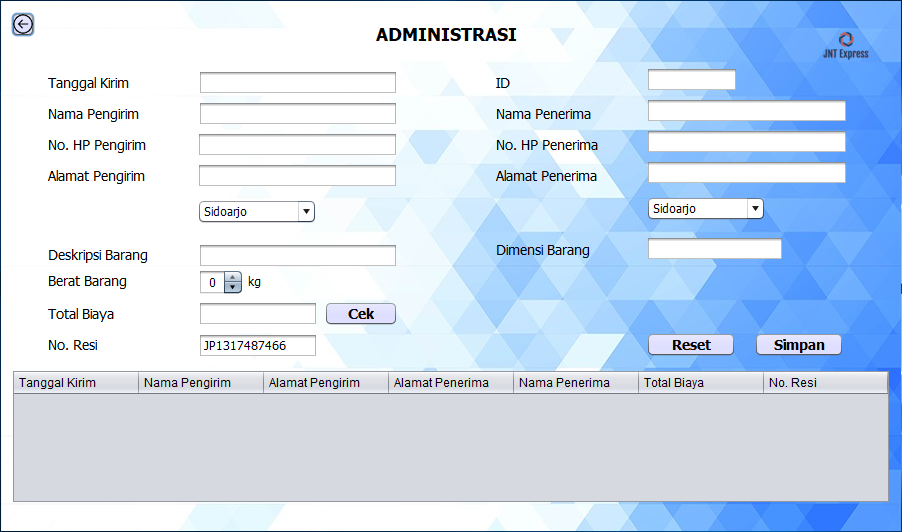 ADMINISTRASI
JNT Express
Tanggal Kirim
ID
Nama Pengirim
Nama Penerima
No. HP Pengirim
No. HP Penerima
Alamat Pengirim
Alamat Penerima
Sidoarjo
Sidoarjo
Deskripsi Barang
Dimensi Barang
Berat Barang 0 kg
Total Biaya Cek
No. Resi JP1317487466
Reset Simpan
Tanggal Kirim Nama Pengirim Alamat Pengirim Alamat Penerima Nama Penerima Total Biaya No. Resi